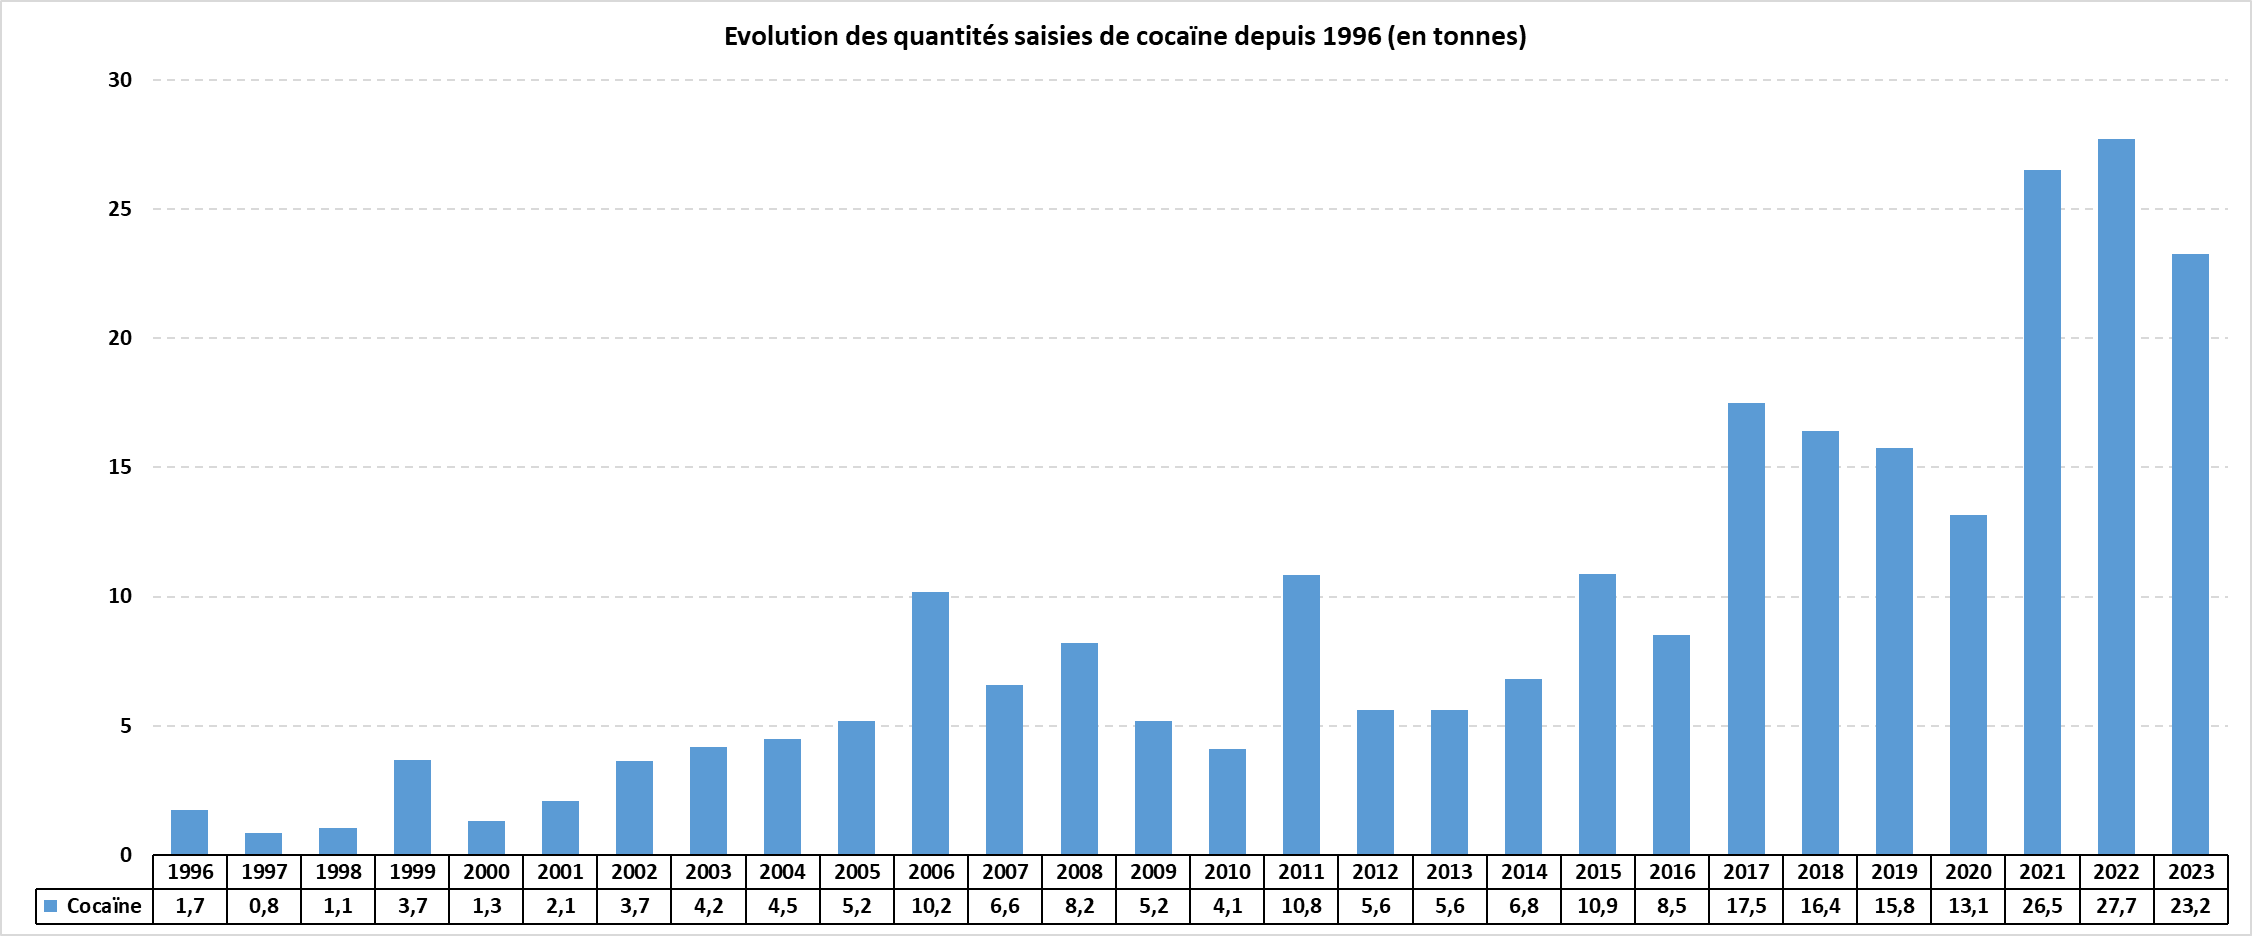 Evolution des quantités saisies de cocaïne depuis 1996 (en tonnes)
30
25
20
15
10
5
0
1996 1997 1998 1999 2000 2001 2002 2003 2004 2005 2006 2007 2008 2009 2010 2011 2012 2013 2014 2015 2016 2017 2018 2019 2020 2021 2022 2023
Cocaïne 1,7 0,8 1,1 3,7 1,3 2,1 3,7 4,2 4,5 5,2 10,2 6,6 8,2 5,2 4,1 10,8 5,6 5,6 6,8 10,9 8,5 17,5 16,4 15,8 13,1 26,5 27,7 23,2